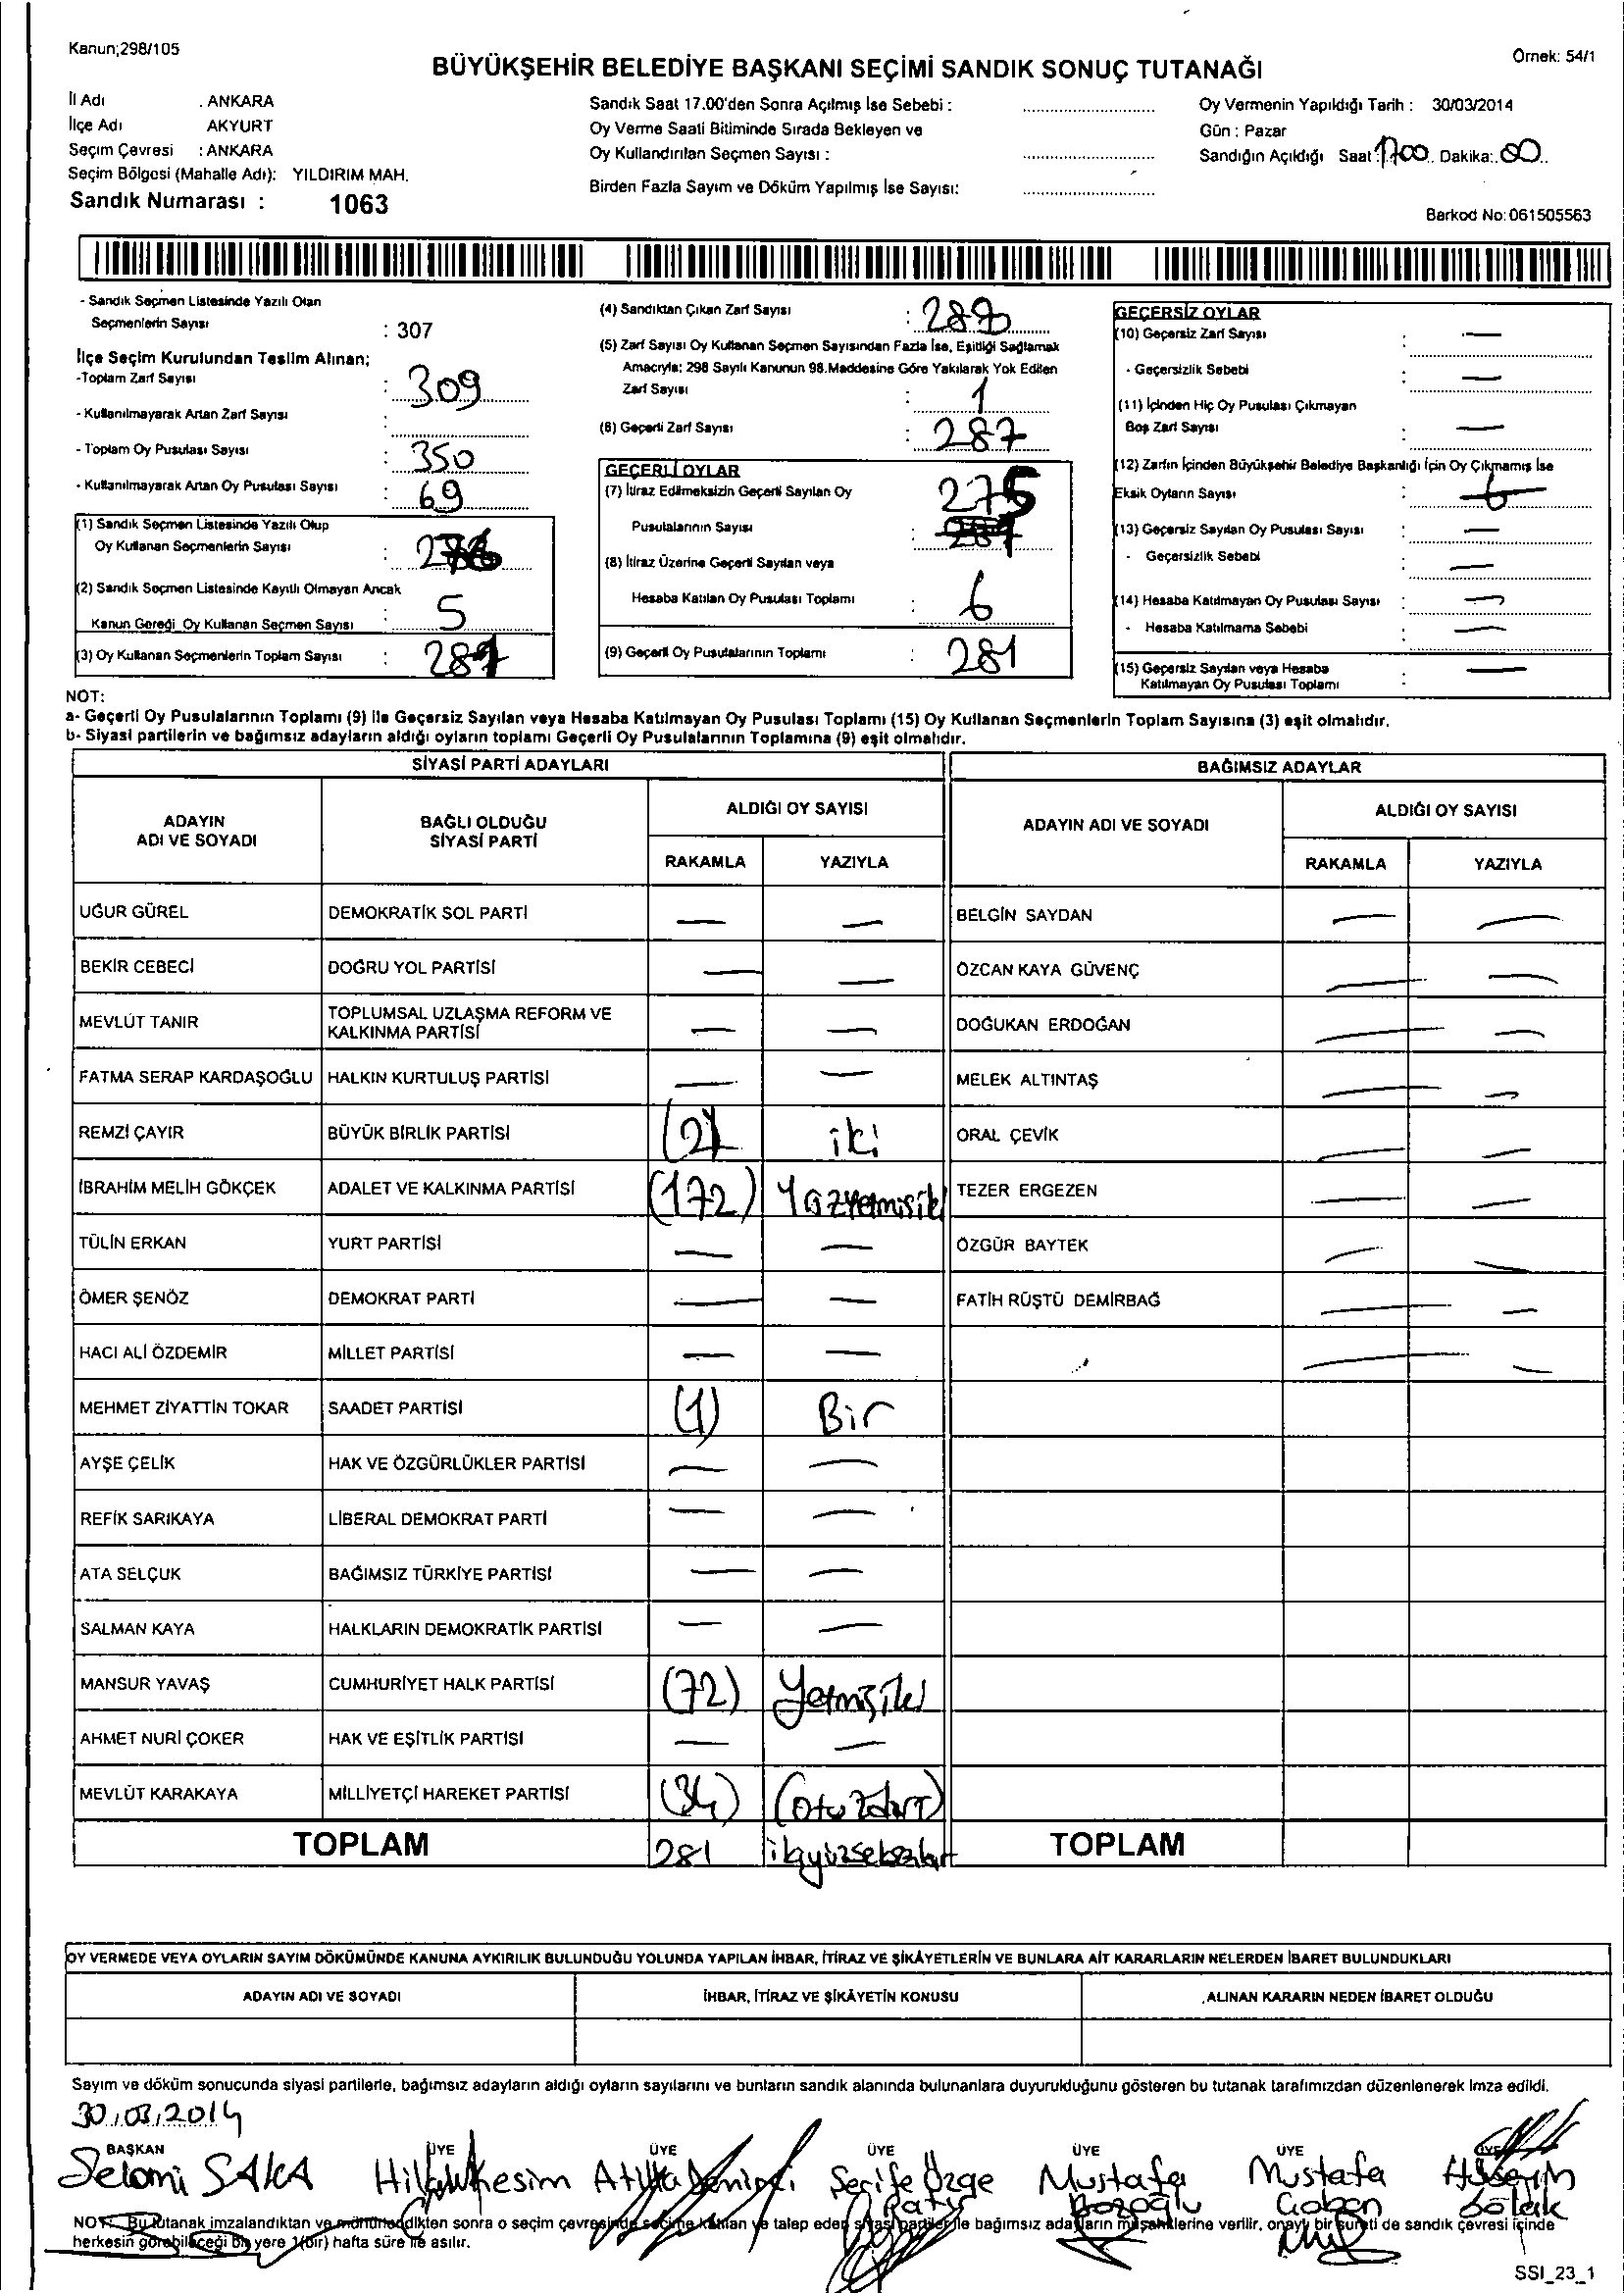 Kanun;298/105
Örnek: 54/1
BÜYÜKŞEHİR BELEDİYE BAŞKANI SEÇİMİ SANDIK SONUÇ TUTANAĞI
İl Adı : ANKARA
İlçe Adı AKYURT
Seçim Çevresi : ANKARA
Seçim Bölgesi (Mahalle Adı): YILDIRIM MAH.
Sandık Numarası : 1063
Sandık Saat 17.00'den Sonra Açılmış İse Sebebi :
Oy Verme Saati Bitiminde Sırada Bekleyen ve
Oy Kullandırılan Seçmen Sayısı :
Birden Fazla Sayım ve Döküm Yapılmış İse Sayısı:
Oy Vermenin Yapıldığı Tarih : 30/03/2014
Gün : Pazar
Sandığın Açıldığı Saat: 1700 Dakika: 00
Barkod No: 061505563
- Sandık Seçmen Listesinde Yazılı Olan
Seçmenlerin Sayısı : 307
İlçe Seçim Kurulundan Teslim Alınan;
-Toplam Zarf Sayısı : 309
- Kullanılmayarak Artan Zarf Sayısı :
- Toplam Oy Pusulası Sayısı : 350
- Kullanılmayarak Artan Oy Pusulası Sayısı : 69
(1) Sandık Seçmen Listesinde Yazılı Olup
Oy Kullanan Seçmenlerin Sayısı :
(2) Sandık Seçmen Listesinde Kayıtlı Olmayan Ancak
Kanun Gereği Oy Kullanan Seçmen Sayısı : 5
(3) Oy Kullanan Seçmenlerin Toplam Sayısı : 287
(4) Sandıktan Çıkan Zarf Sayısı :
(5) Zarf Sayısı Oy Kullanan Seçmen Sayısından Fazla İse, Eşitliği Sağlamak
Amacıyla; 298 Sayılı Kanunun 98.Maddesine Göre Yakılarak Yok Edilen
Zarf Sayısı : 1
(6) Geçerli Zarf Sayısı : 287
GEÇERLİ OYLAR
(7) İtiraz Edilmeksizin Geçerli Sayılan Oy 275
Pusulalarının Sayısı :
(8) İtiraz Üzerine Geçerli Sayılan veya
Hesaba Katılan Oy Pusulası Toplamı : 6
(9) Geçerli Oy Pusulalarının Toplamı : 281
GEÇERSİZ OYLAR
(10) Geçersiz Zarf Sayısı : —
- Geçersizlik Sebebi : —
(11) İçinden Hiç Oy Pusulası Çıkmayan
Boş Zarf Sayısı : —
(12) Zarfın İçinden Büyükşehir Belediye Başkanlığı İçin Oy Çıkmamış İse
Eksik Oyların Sayısı : 6
(13) Geçersiz Sayılan Oy Pusulası Sayısı : —
- Geçersizlik Sebebi : —
(14) Hesaba Katılmayan Oy Pusulası Sayısı : —
- Hesaba Katılmama Sebebi : —
(15) Geçersiz Sayılan veya Hesaba
Katılmayan Oy Pusulası Toplamı : —
NOT:
a- Geçerli Oy Pusulalarının Toplamı (9) ile Geçersiz Sayılan veya Hesaba Katılmayan Oy Pusulası Toplamı (15) Oy Kullanan Seçmenlerin Toplam Sayısına (3) eşit olmalıdır.
b- Siyasi partilerin ve bağımsız adayların aldığı oyların toplamı Geçerli Oy Pusulalarının Toplamına (9) eşit olmalıdır.
SİYASİ PARTİ ADAYLARI
ADAYIN ADI VE SOYADI
BAĞLI OLDUĞU SİYASİ PARTİ
ALDIĞI OY SAYISI
RAKAMLA YAZIYLA
UĞUR GÜREL DEMOKRATİK SOL PARTİ — —
BEKİR CEBECİ DOĞRU YOL PARTİSİ — —
MEVLÜT TANIR TOPLUMSAL UZLAŞMA REFORM VE KALKINMA PARTİSİ — —
FATMA SERAP KARDAŞOĞLU HALKIN KURTULUŞ PARTİSİ — —
REMZİ ÇAYIR BÜYÜK BİRLİK PARTİSİ (2) iki
İBRAHİM MELİH GÖKÇEK ADALET VE KALKINMA PARTİSİ (172)
TÜLİN ERKAN YURT PARTİSİ — —
ÖMER ŞENÖZ DEMOKRAT PARTİ — —
HACI ALİ ÖZDEMİR MİLLET PARTİSİ — —
MEHMET ZİYATTİN TOKAR SAADET PARTİSİ (1) Bir
AYŞE ÇELİK HAK VE ÖZGÜRLÜKLER PARTİSİ — —
REFİK SARIKAYA LİBERAL DEMOKRAT PARTİ — —
ATA SELÇUK BAĞIMSIZ TÜRKİYE PARTİSİ — —
SALMAN KAYA HALKLARIN DEMOKRATİK PARTİSİ — —
MANSUR YAVAŞ CUMHURİYET HALK PARTİSİ (72) Yetmişiki
AHMET NURİ ÇOKER HAK VE EŞİTLİK PARTİSİ — —
MEVLÜT KARAKAYA MİLLİYETÇİ HAREKET PARTİSİ (34) (otuzdört)
TOPLAM 281
BAĞIMSIZ ADAYLAR
ADAYIN ADI VE SOYADI
ALDIĞI OY SAYISI
RAKAMLA YAZIYLA
BELGİN SAYDAN — —
ÖZCAN KAYA GÜVENÇ — —
DOĞUKAN ERDOĞAN — —
MELEK ALTINTAŞ — —
ORAL ÇEVİK — —
TEZER ERGEZEN — —
ÖZGÜR BAYTEK — —
FATİH RÜŞTÜ DEMİRBAĞ — —
— —
TOPLAM
OY VERMEDE VEYA OYLARIN SAYIM DÖKÜMÜNDE KANUNA AYKIRILIK BULUNDUĞU YOLUNDA YAPILAN İHBAR, İTİRAZ VE ŞİKÂYETLERİN VE BUNLARA AİT KARARLARIN NELERDEN İBARET BULUNDUKLARI
ADAYIN ADI VE SOYADI İHBAR, İTİRAZ VE ŞİKÂYETİN KONUSU ALINAN KARARIN NEDEN İBARET OLDUĞU
Sayım ve döküm sonucunda siyasi partilerle, bağımsız adayların aldığı oyların sayılarını ve bunların sandık alanında bulunanlara duyurulduğunu gösteren bu tutanak tarafımızdan düzenlenerek imza edildi.
30.03.2014
BAŞKAN ÜYE ÜYE ÜYE ÜYE ÜYE ÜYE
Selami SAKA Atilla Şerife Özge Mustafa Mustafa Hüseyin
Bozoğlu Çoban
NOT: Bu tutanak imzalandıktan ve mühürlendikten sonra o seçim çevresinde seçime katılan ve talep eden siyasi partiler ile bağımsız adayların müşahitlerine verilir, onaylı bir sureti de sandık çevresi içinde
herkesin görebileceği bir yere 1(bir) hafta süre ile asılır.
SSI_23_1